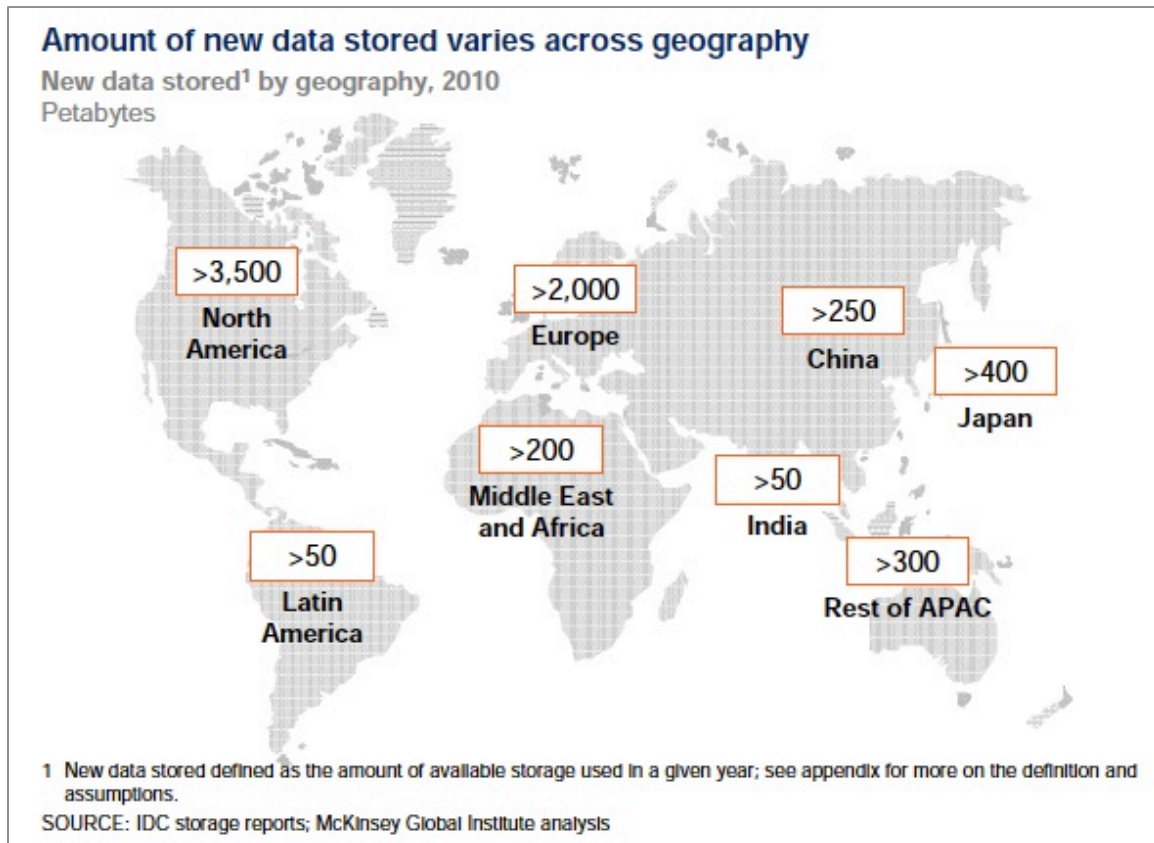 Amount of new data stored varies across geography
New data stored¹ by geography, 2010
Petabytes
>3,500
North
America
>2,000
Europe
>250
China
>400
Japan
>200
Middle East
and Africa
>50
India
>50
Latin
America
>300
Rest of APAC
1 New data stored defined as the amount of available storage used in a given year; see appendix for more on the definition and
assumptions.
SOURCE: IDC storage reports; McKinsey Global Institute analysis